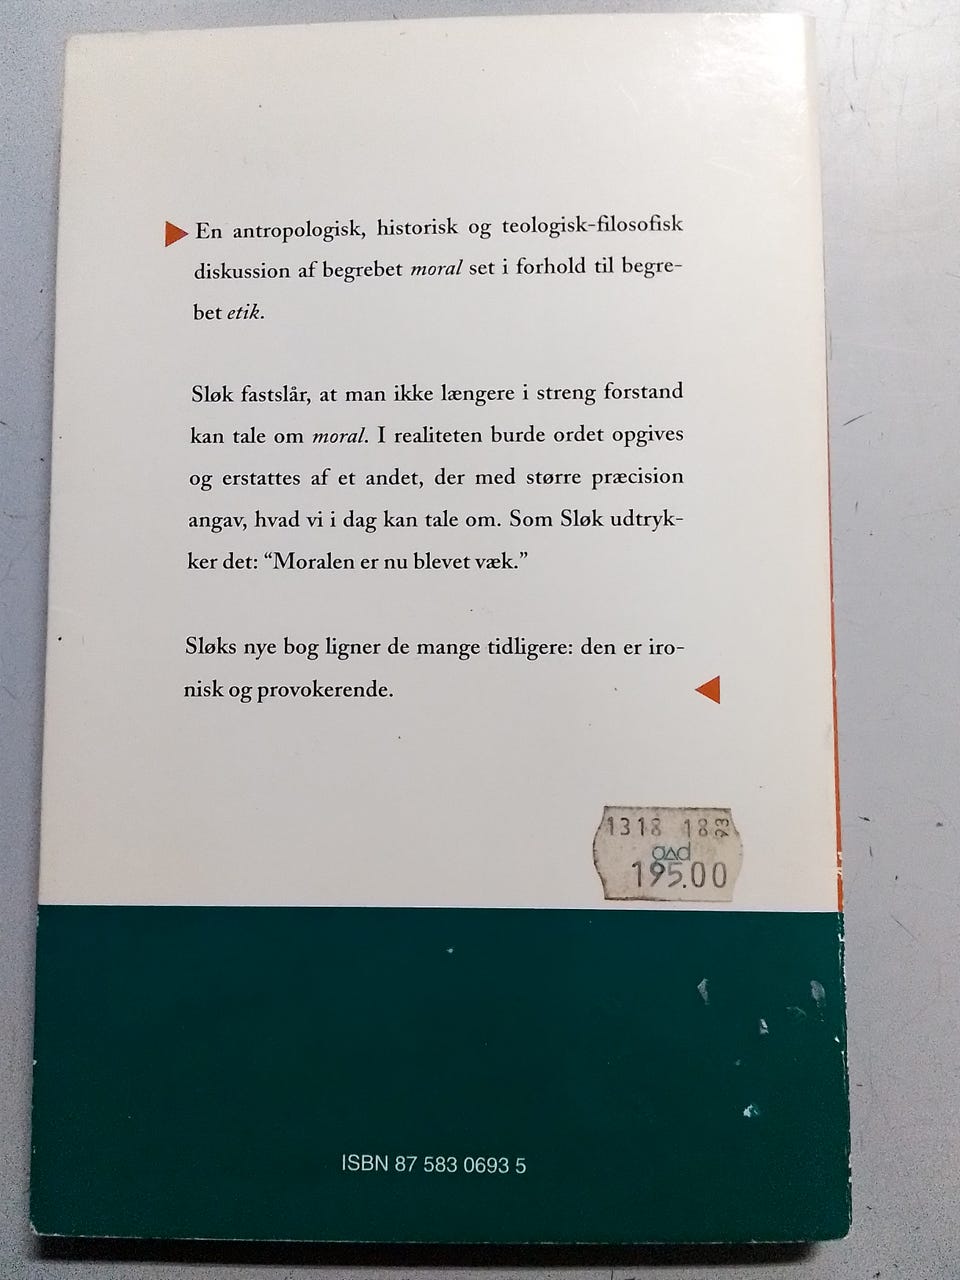 En antropologisk, historisk og teologisk-filosofisk
diskussion af begrebet moral set i forhold til begre-
bet etik.
Sløk fastslår, at man ikke længere i streng forstand
kan tale om moral. I realiteten burde ordet opgives
og erstattes af et andet, der med større præcision
angav, hvad vi i dag kan tale om. Som Sløk udtryk-
ker det: “Moralen er nu blevet væk.”
Sløks nye bog ligner de mange tidligere: den er iro-
nisk og provokerende.
1318 18 93
gad
195.00
ISBN 87 583 0693 5